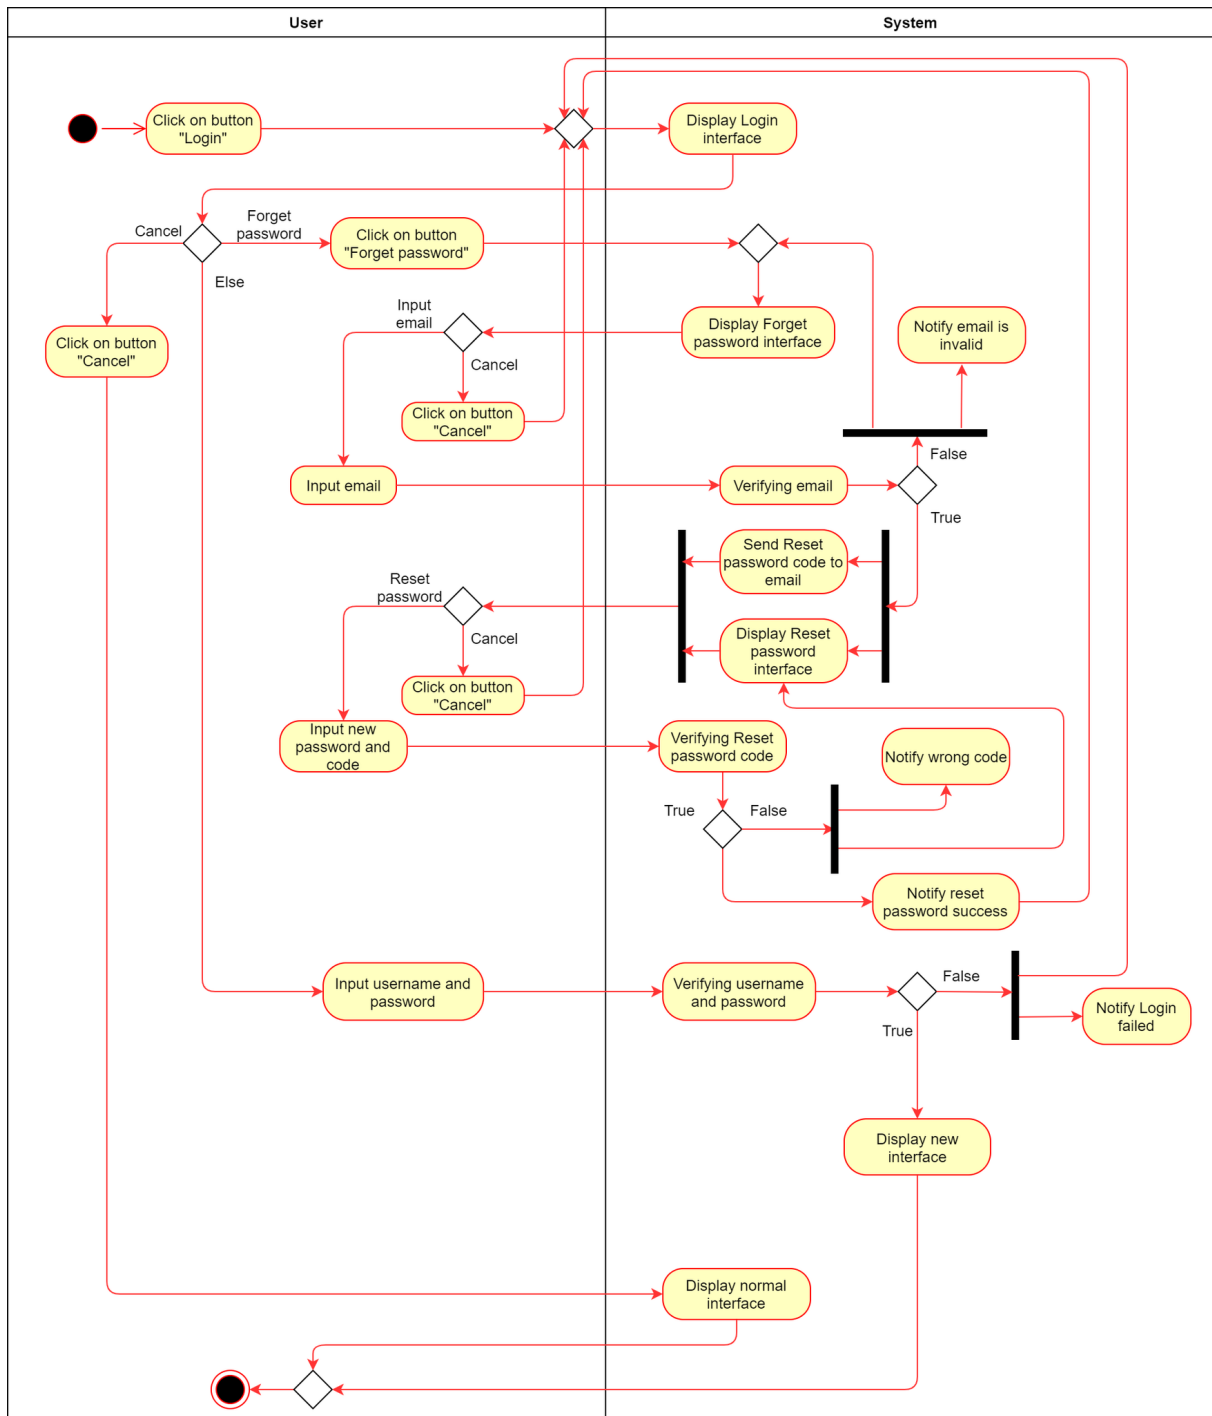 User
System
Click on button
"Login"
Display Login
interface
Cancel
Forget
password
Click on button
"Forget password"
Else
Input
email
Display Forget
password interface
Notify email is
invalid
Click on button
"Cancel"
Cancel
Click on button
"Cancel"
False
Input email
Verifying email
True
Send Reset
password code to
email
Reset
password
Display Reset
password
interface
Cancel
Click on button
"Cancel"
Input new
password and
code
Verifying Reset
password code
Notify wrong code
True
False
Notify reset
password success
Input username and
password
Verifying username
and password
False
True
Notify Login
failed
Display new
interface
Display normal
interface